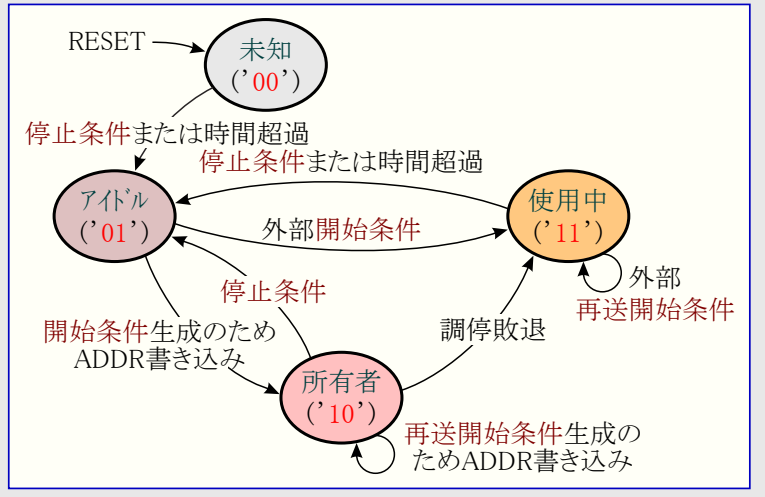 RESET
未知
('00')
停止条件または時間超過
停止条件または時間超過
アイドル
('01')
使用中
('11')
外部開始条件
停止条件
外部
再送開始条件
開始条件生成のため
ADDR書き込み
調停敗退
所有者
('10')
再送開始条件生成の
ためADDR書き込み